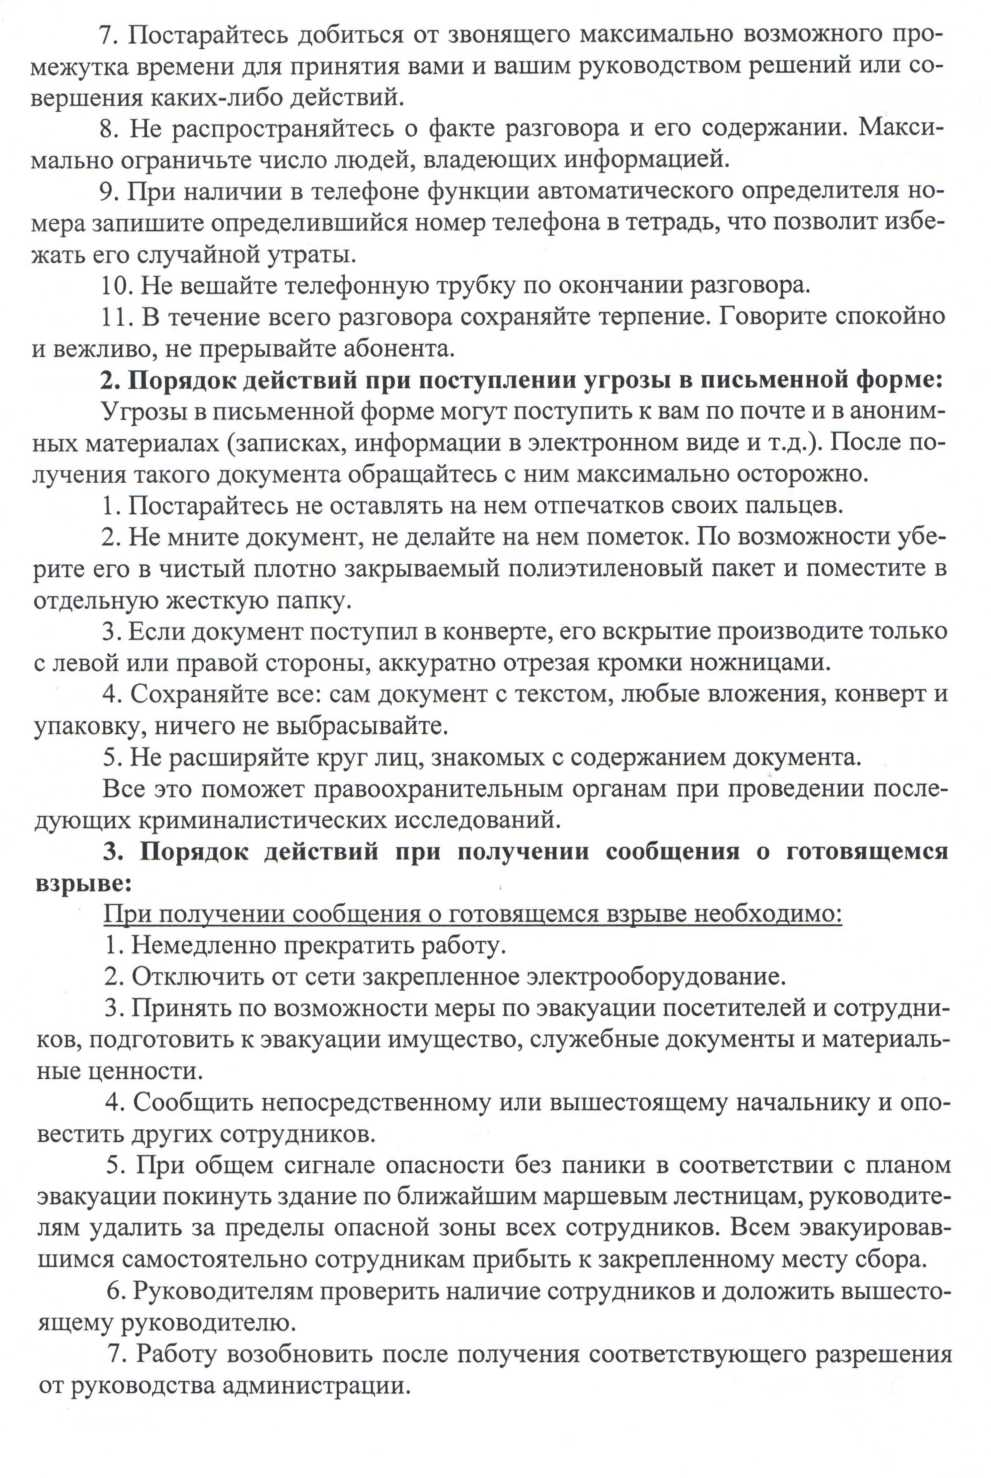 7. Постарайтесь добиться от звонящего максимально возможного про-
межутка времени для принятия вами и вашим руководством решений или со-
вершения каких-либо действий.
8. Не распространяйтесь о факте разговора и его содержании. Макси-
мально ограничьте число людей, владеющих информацией.
9. При наличии в телефоне функции автоматического определителя но-
мера запишите определившийся номер телефона в тетрадь, что позволит избе-
жать его случайной утраты.
10. Не вешайте телефонную трубку по окончании разговора.
11. В течение всего разговора сохраняйте терпение. Говорите спокойно
и вежливо, не прерывайте абонента.
2. Порядок действий при поступлении угрозы в письменной форме:
Угрозы в письменной форме могут поступить к вам по почте и в аноним-
ных материалах (записках, информации в электронном виде и т.д.). После по-
лучения такого документа обращайтесь с ним максимально осторожно.
1. Постарайтесь не оставлять на нем отпечатков своих пальцев.
2. Не мните документ, не делайте на нем пометок. По возможности убе-
рите его в чистый плотно закрываемый полиэтиленовый пакет и поместите в
отдельную жесткую папку.
3. Если документ поступил в конверте, его вскрытие производите только
с левой или правой стороны, аккуратно отрезая кромки ножницами.
4. Сохраняйте все: сам документ с текстом, любые вложения, конверт и
упаковку, ничего не выбрасывайте.
5. Не расширяйте круг лиц, знакомых с содержанием документа.
Все это поможет правоохранительным органам при проведении после-
дующих криминалистических исследований.
3. Порядок действий при получении сообщения о готовящемся
взрыве:
При получении сообщения о готовящемся взрыве необходимо:
1. Немедленно прекратить работу.
2. Отключить от сети закрепленное электрооборудование.
3. Принять по возможности меры по эвакуации посетителей и сотрудни-
ков, подготовить к эвакуации имущество, служебные документы и материаль-
ные ценности.
4. Сообщить непосредственному или вышестоящему начальнику и опо-
вестить других сотрудников.
5. При общем сигнале опасности без паники в соответствии с планом
эвакуации покинуть здание по ближайшим маршевым лестницам, руководите-
лям удалить за пределы опасной зоны всех сотрудников. Всем эвакуировав-
шимся самостоятельно сотрудникам прибыть к закрепленному месту сбора.
6. Руководителям проверить наличие сотрудников и доложить вышесто-
ящему руководителю.
7. Работу возобновить после получения соответствующего разрешения
от руководства администрации.